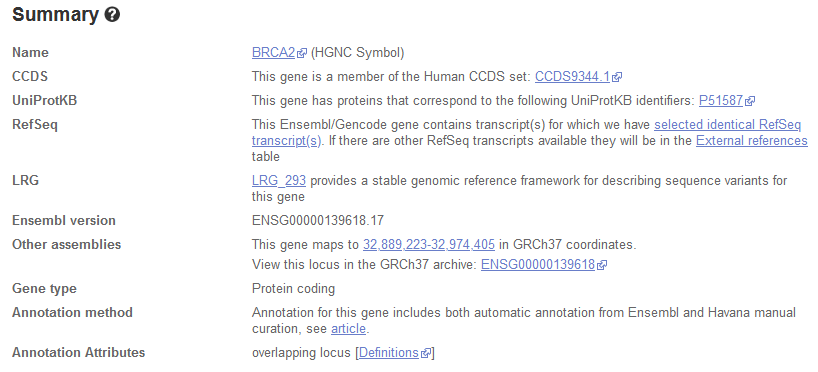 Summary
Name BRCA2 (HGNC Symbol)
CCDS This gene is a member of the Human CCDS set: CCDS9344.1
UniProtKB This gene has proteins that correspond to the following UniProtKB identifiers: P51587
RefSeq This Ensembl/Gencode gene contains transcript(s) for which we have selected identical RefSeq
transcript(s). If there are other RefSeq transcripts available they will be in the External references
table
LRG LRG_293 provides a stable genomic reference framework for describing sequence variants for
this gene
Ensembl version ENSG00000139618.17
Other assemblies This gene maps to 32,889,223-32,974,405 in GRCh37 coordinates.
View this locus in the GRCh37 archive: ENSG00000139618
Gene type Protein coding
Annotation method Annotation for this gene includes both automatic annotation from Ensembl and Havana manual
curation, see article.
Annotation Attributes overlapping locus [Definitions]